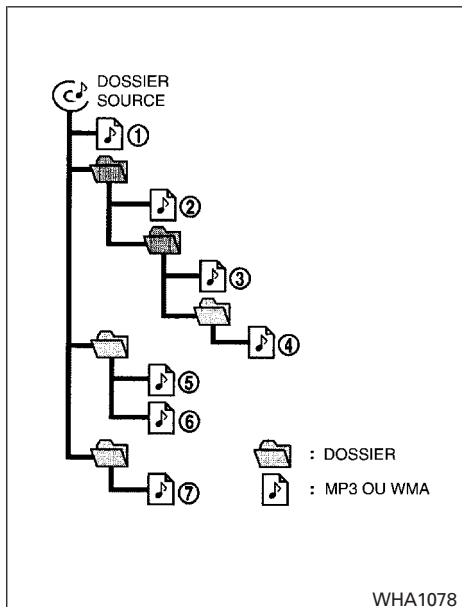 DOSSIER
SOURCE
①
②
③
④
⑤
⑥
⑦
: DOSSIER
: MP3 OU WMA
WHA1078